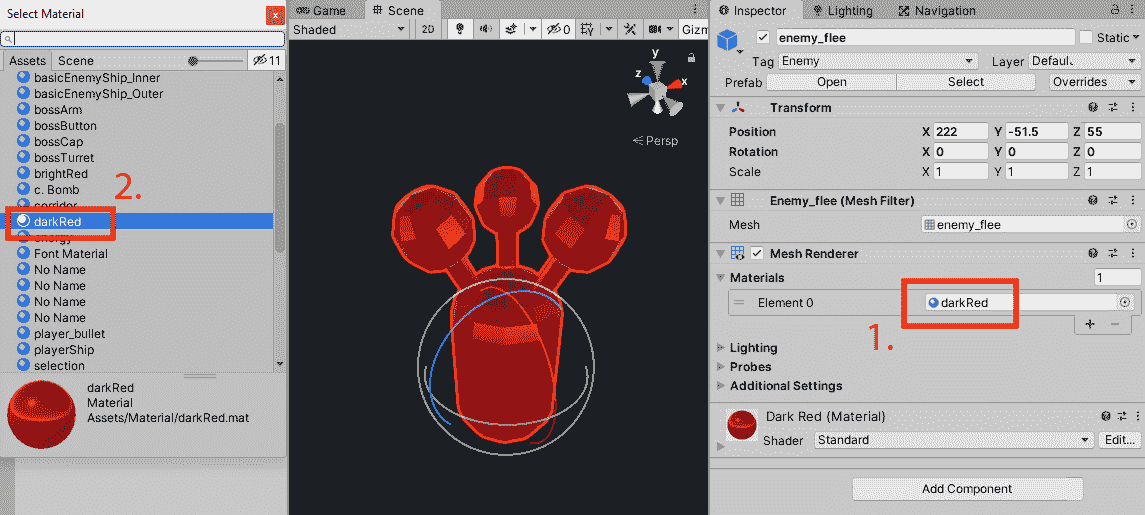 Select Material
Assets
Scene
11
basicEnemyShip_Inner
basicEnemyShip_Outer
bossArm
bossButton
bossCap
bossTurret
brightRed
c. Bomb
corridor
darkRed
energy
Font Material
No Name
No Name
No Name
No Name
player_bullet
playerShip
selection
darkRed
Material
Assets/Material/darkRed.mat
2.
Game
Scene
Shaded
2D
0
Gizm
y
z
x
Persp
Inspector
Lighting
Navigation
enemy_flee
Static
Tag Enemy
Layer Default
Prefab Open Select Overrides
Transform
Position X 222 Y -51.5 Z 55
Rotation X 0 Y 0 Z 0
Scale X 1 Y 1 Z 1
Enemy_flee (Mesh Filter)
Mesh enemy_flee
Mesh Renderer
Materials 1
Element 0 darkRed
1.
Lighting
Probes
Additional Settings
Dark Red (Material)
Shader Standard Edit...
Add Component